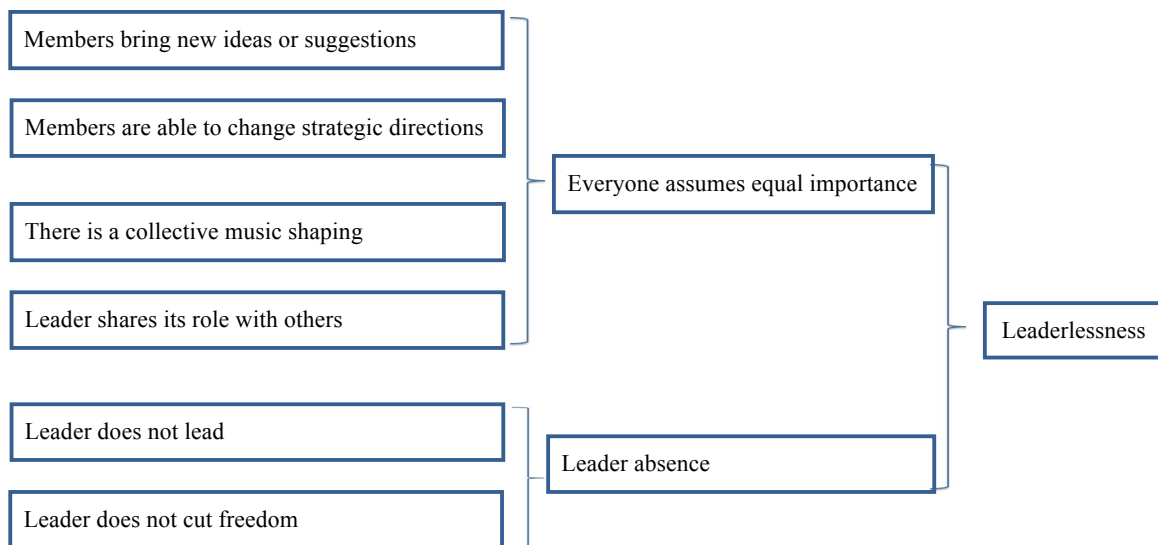 Members bring new ideas or suggestions
Members are able to change strategic directions
There is a collective music shaping
Leader shares its role with others
Leader does not lead
Leader does not cut freedom
Everyone assumes equal importance
Leader absence
Leaderlessness